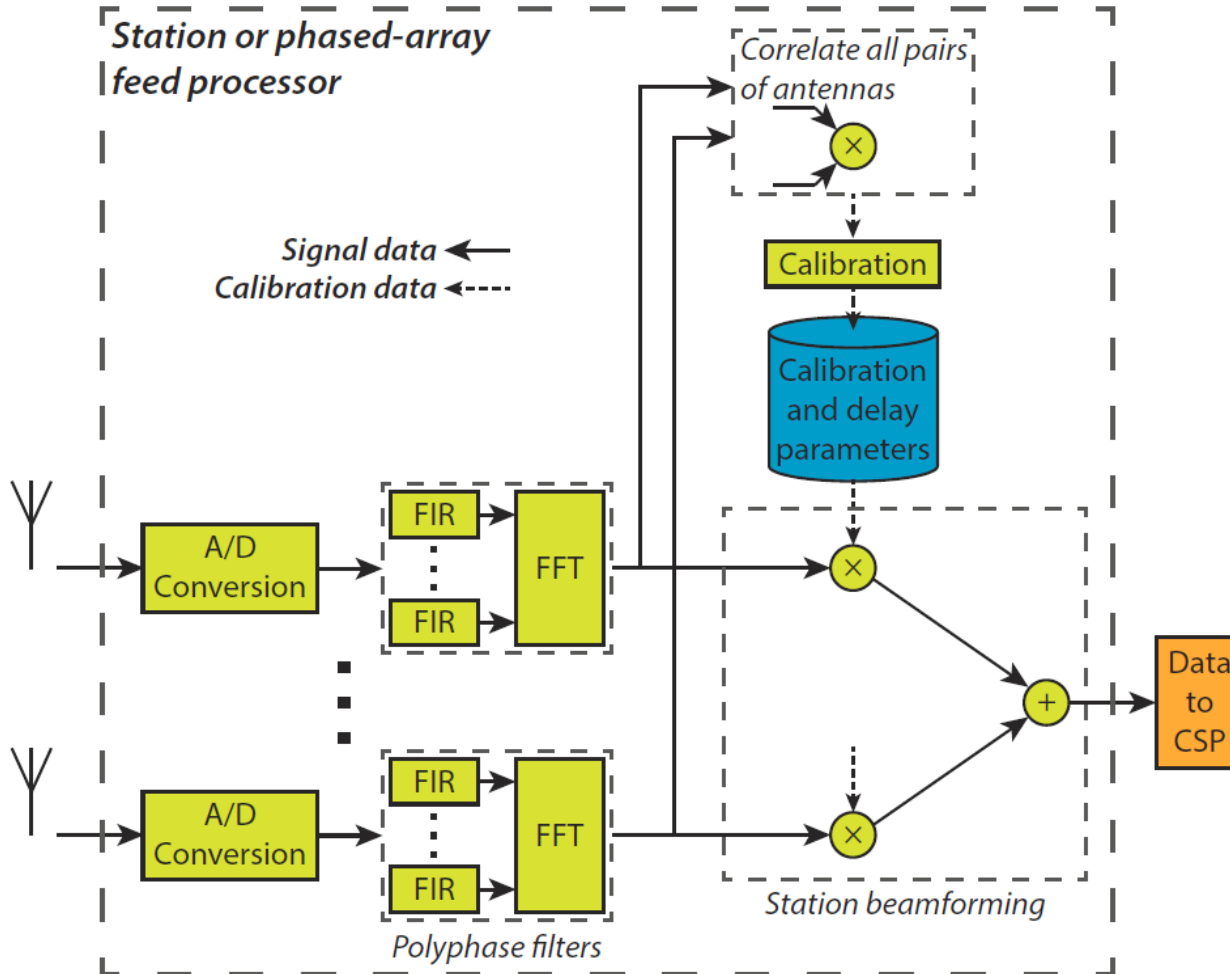 Station or phased-array
feed processor
Correlate all pairs
of antennas
×
Signal data
Calibration data
Calibration
Calibration
and delay
parameters
A/D
Conversion
FIR
FIR
FFT
×
+
Data
to
CSP
A/D
Conversion
FIR
FIR
FFT
×
Station beamforming
Polyphase filters